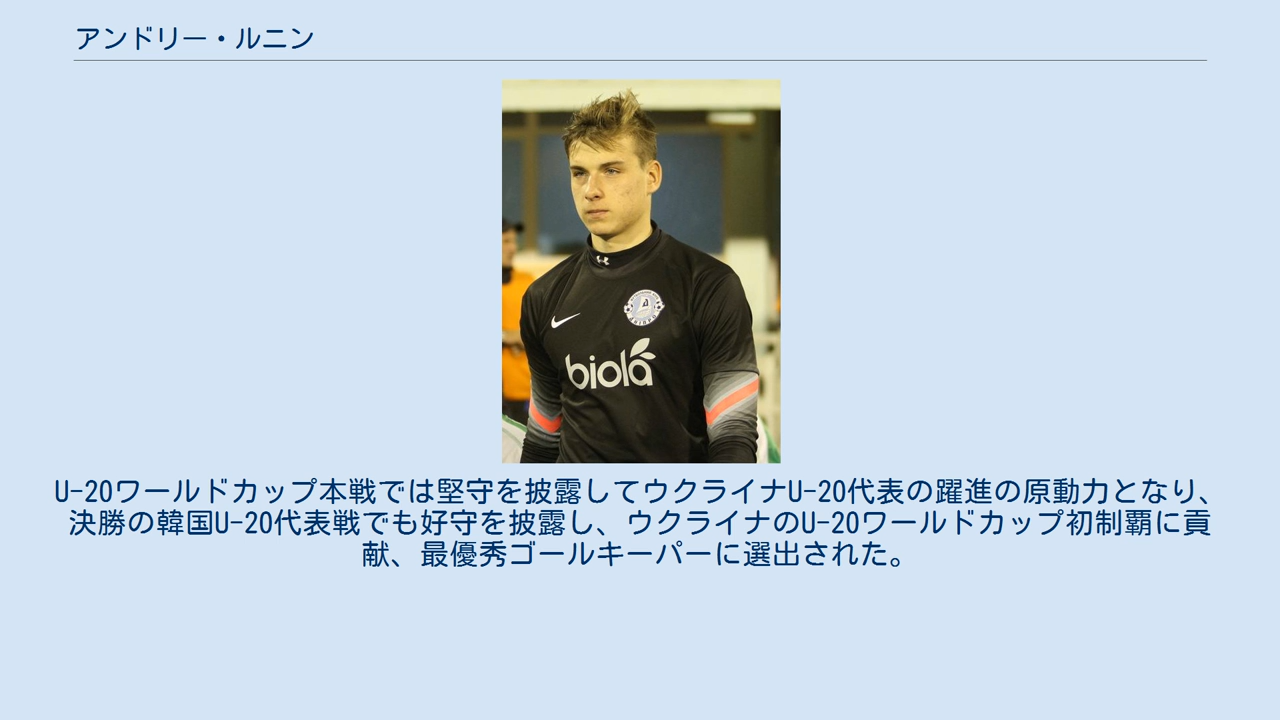 アンドリー・ルニン
biola
U-20ワールドカップ本戦では堅守を披露してウクライナU-20代表の躍進の原動力となり、
決勝の韓国U-20代表戦でも好守を披露し、ウクライナのU-20ワールドカップ初制覇に貢
献、最優秀ゴールキーパーに選出された。